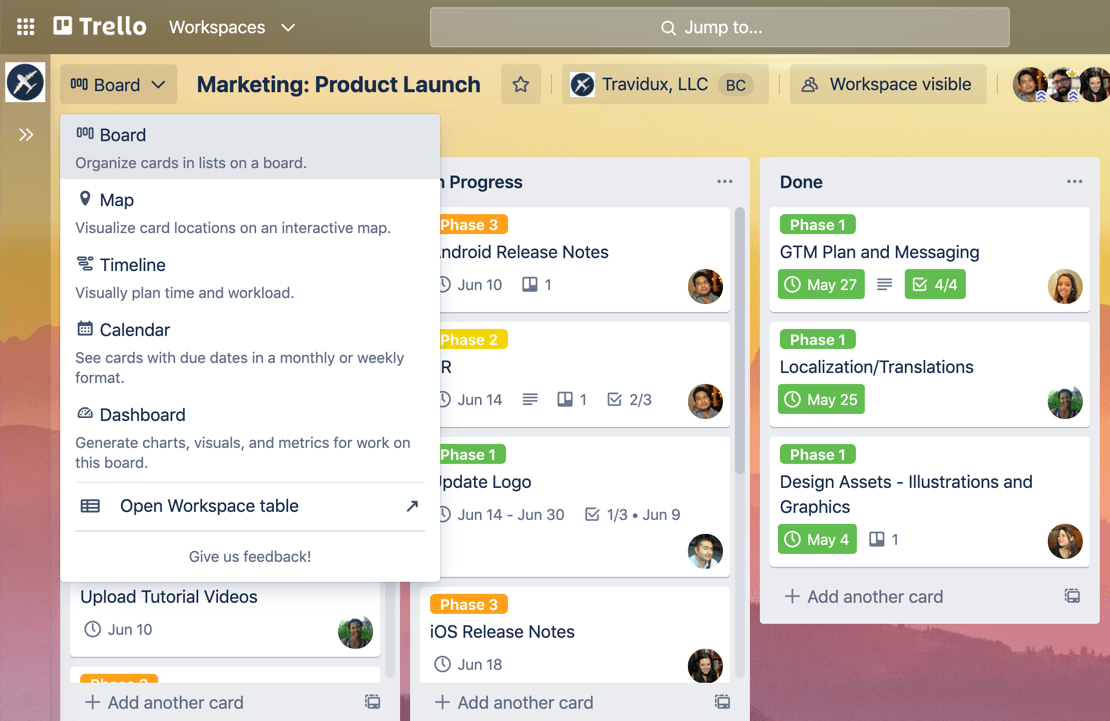 Trello
Workspaces
Jump to...
Board
Marketing: Product Launch
Travidux, LLC
BC
Workspace visible
Board
Organize cards in lists on a board.
Map
Visualize card locations on an interactive map.
Timeline
Visually plan time and workload.
Calendar
See cards with due dates in a monthly or weekly
format.
Dashboard
Generate charts, visuals, and metrics for work on
this board.
Open Workspace table
Give us feedback!
Upload Tutorial Videos
Jun 10
+ Add another card
Progress
Phase 3
Release Notes
Jun 10
1
Phase 2
Jun 14
1
2/3
Phase 1
Logo
Jun 14 - Jun 30
1/3 • Jun 9
Phase 3
iOS Release Notes
Jun 18
+ Add another card
Done
Phase 1
GTM Plan and Messaging
May 27
4/4
Phase 1
Localization/Translations
May 25
Phase 1
Design Assets - Illustrations and
Graphics
May 4
1
+ Add another card